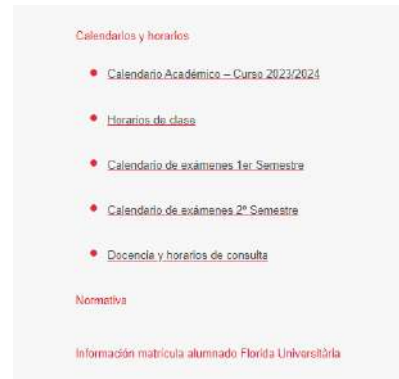 Calendarios y horarios
Calendario Académico – Curso 2023/2024
Horarios de clase
Calendario de exámenes 1er Semestre
Calendario de exámenes 2º Semestre
Docencia y horarios de consulta
Normativa
Información matrícula alumnado Florida Universitària